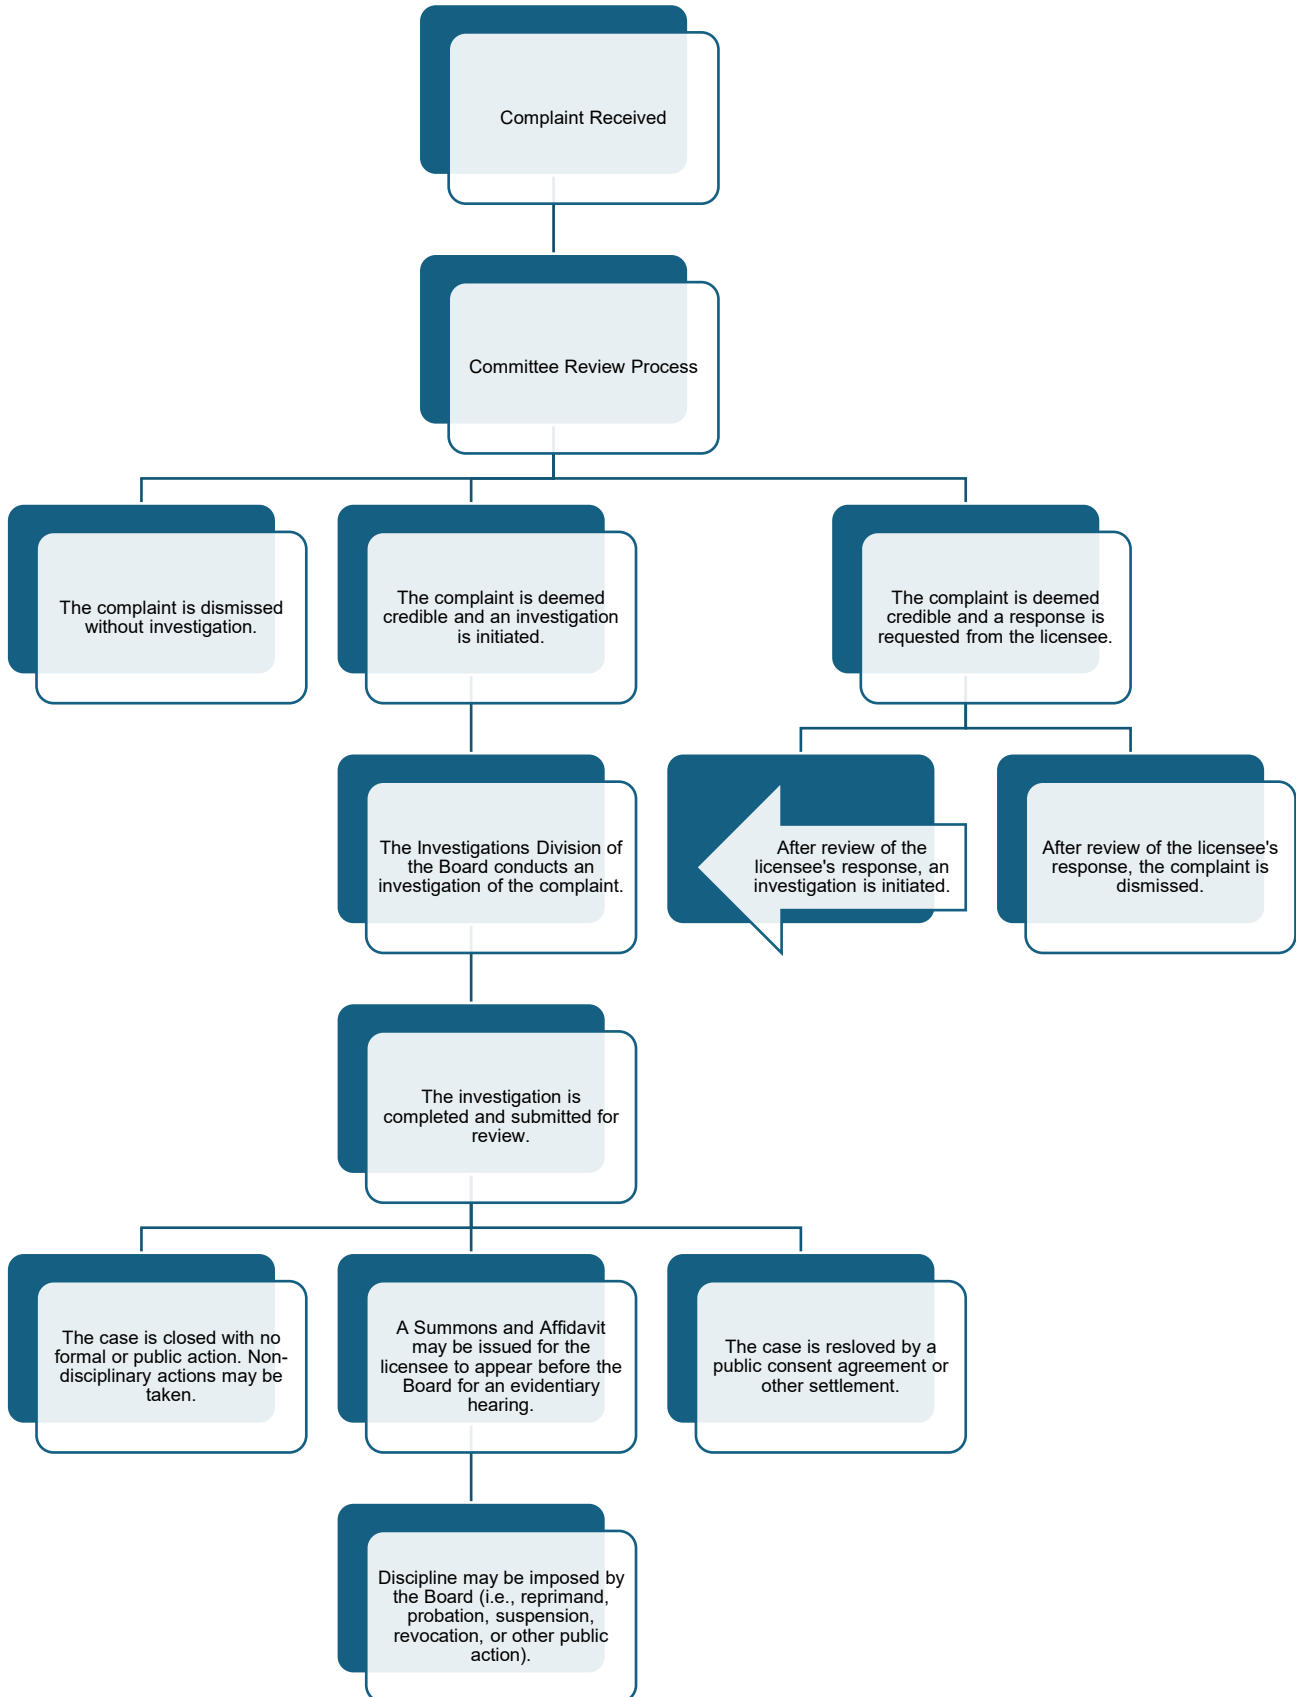 Complaint Received
Committee Review Process
The complaint is dismissed
without investigation.
The complaint is deemed
credible and an investigation
is initiated.
The complaint is deemed
credible and a response is
requested from the licensee.
The Investigations Division of
the Board conducts an
investigation of the complaint.
After review of the
licensee's response, an
investigation is initiated.
After review of the licensee's
response, the complaint is
dismissed.
The investigation is
completed and submitted for
review.
The case is closed with no
formal or public action. Non-
disciplinary actions may be
taken.
A Summons and Affidavit
may be issued for the
licensee to appear before the
Board for an evidentiary
hearing.
The case is resloved by a
public consent agreement or
other settlement.
Discipline may be imposed by
the Board (i.e., reprimand,
probation, suspension,
revocation, or other public
action).